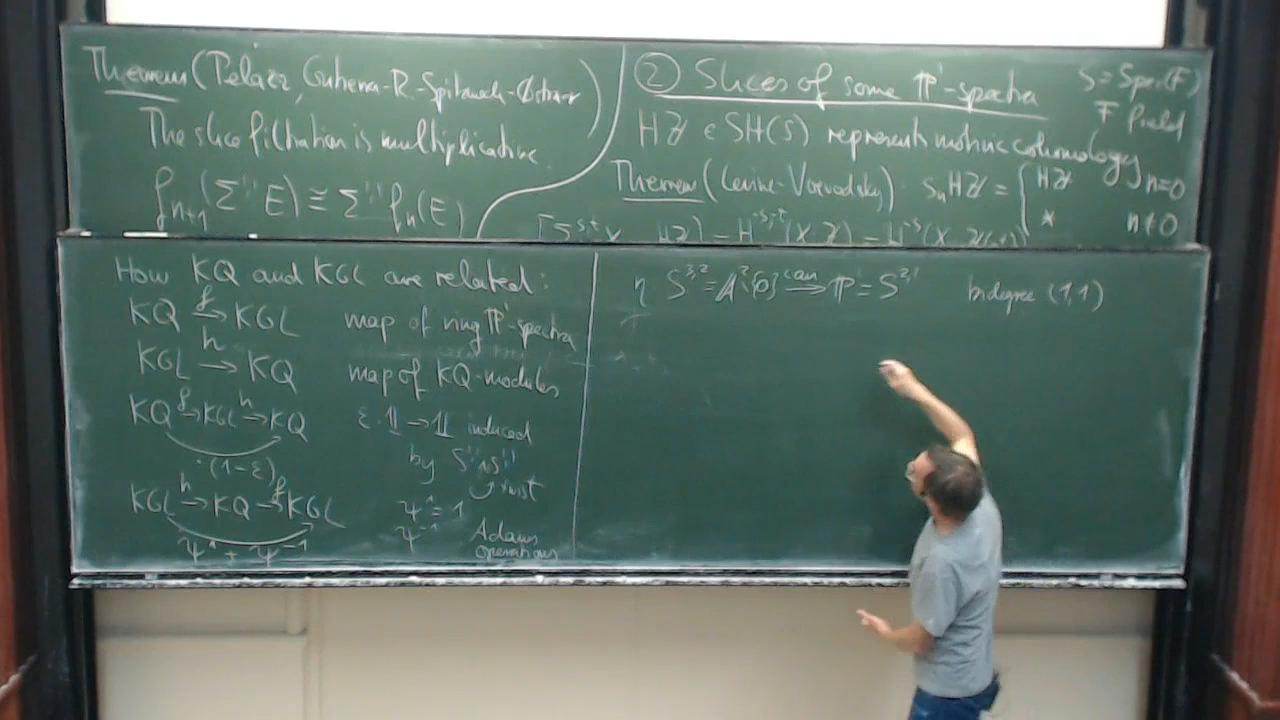 Theorem (Pelaez, Gutierrez-R.-Spitzweck-Østvær)
The slice filtration is multiplicative
f_{n+1}(Σ^{1,1} E) ≅ Σ^{1,1} f_n(E)
② Slices of some ℙ¹-spectra
S = Spec(F)
F field
Hℤ ∈ SH(S) represents motivic cohomology
Theorem (Levine-Voevodsky) s_n Hℤ = { Hℤ n=0
* n≠0
How KQ and KGL are related:
KQ →^f KGL map of ring ℙ¹-spectra
KGL →^h KQ map of KQ-modules
KQ →^f KGL →^h KQ ε: 𝟙 → 𝟙 induced
·(1-ε) by S^{1,1} ∧ S^{1,1}
twist
KGL →^h KQ →^f KGL ψ^1 = 1
ψ^1 + ψ^{-1} ψ^{-1} Adams
operations
η S^{3,2} = 𝔸²∖{0} →^{can} ℙ¹ = S^{2,1} bidegree (1,1)